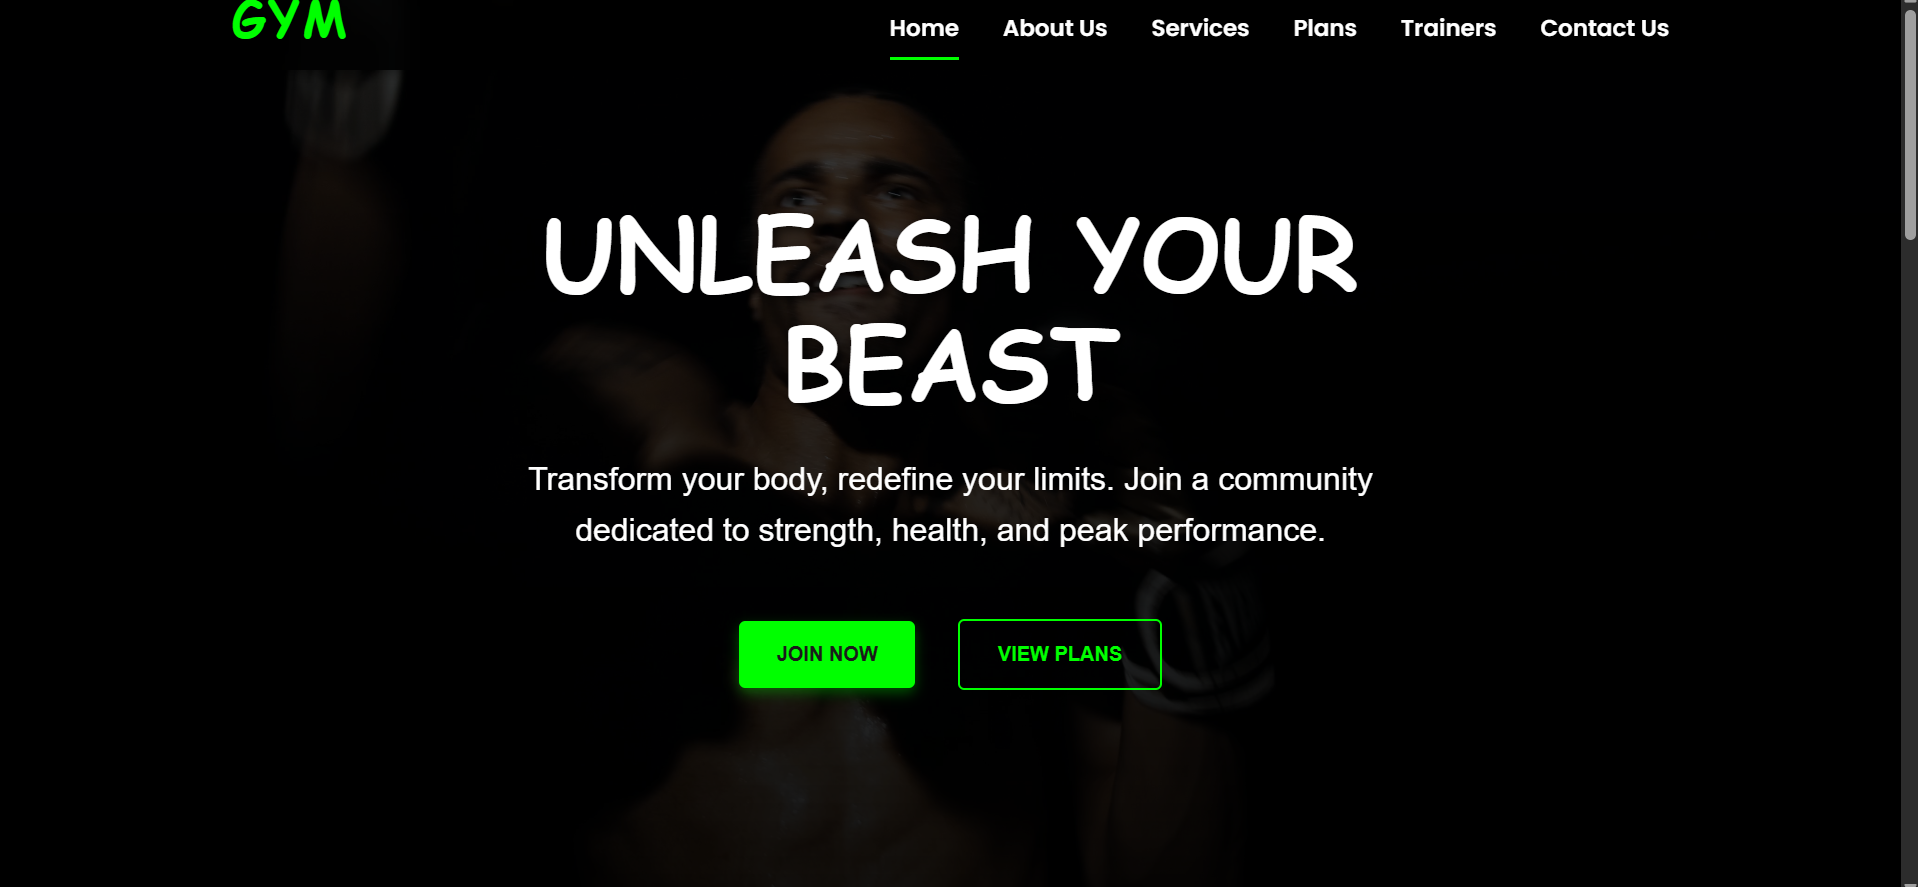 GYM
Home About Us Services Plans Trainers Contact Us
UNLEASH YOUR
BEAST
Transform your body, redefine your limits. Join a community
dedicated to strength, health, and peak performance.
JOIN NOW VIEW PLANS